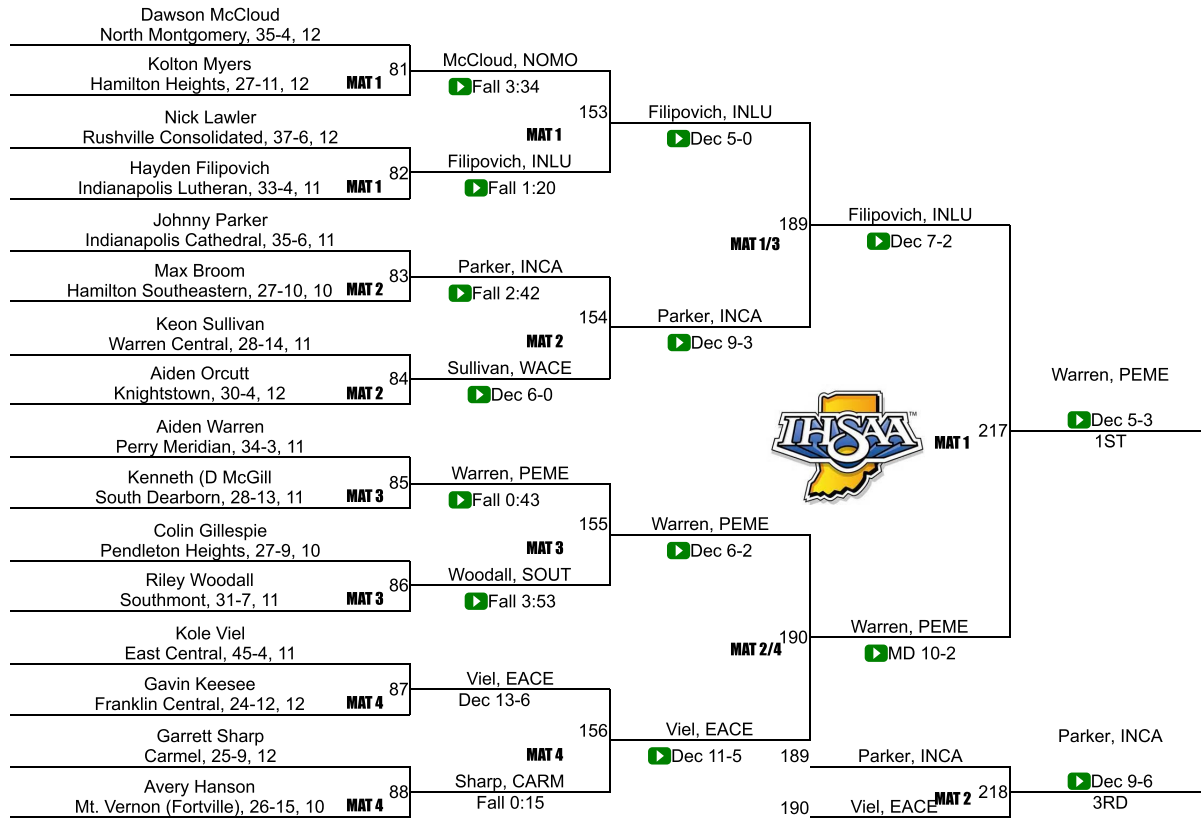 Dawson McCloud
North Montgomery, 35-4, 12
Kolton Myers
Hamilton Heights, 27-11, 12
MAT 1
81
McCloud, NOMO
Fall 3:34
Nick Lawler
Rushville Consolidated, 37-6, 12
Hayden Filipovich
Indianapolis Lutheran, 33-4, 11
MAT 1
82
Filipovich, INLU
Fall 1:20
153
MAT 1
Filipovich, INLU
Dec 5-0
Johnny Parker
Indianapolis Cathedral, 35-6, 11
Max Broom
Hamilton Southeastern, 27-10, 10
MAT 2
83
Parker, INCA
Fall 2:42
Keon Sullivan
Warren Central, 28-14, 11
Aiden Orcutt
Knightstown, 30-4, 12
MAT 2
84
Sullivan, WACE
Dec 6-0
154
MAT 2
Parker, INCA
Dec 9-3
189
MAT 1/3
Filipovich, INLU
Dec 7-2
Aiden Warren
Perry Meridian, 34-3, 11
Kenneth (D McGill
South Dearborn, 28-13, 11
MAT 3
85
Warren, PEME
Fall 0:43
Colin Gillespie
Pendleton Heights, 27-9, 10
Riley Woodall
Southmont, 31-7, 11
MAT 3
86
Woodall, SOUT
Fall 3:53
155
MAT 3
Warren, PEME
Dec 6-2
Kole Viel
East Central, 45-4, 11
Gavin Keesee
Franklin Central, 24-12, 12
MAT 4
87
Viel, EACE
Dec 13-6
Garrett Sharp
Carmel, 25-9, 12
Avery Hanson
Mt. Vernon (Fortville), 26-15, 10
MAT 4
88
Sharp, CARM
Fall 0:15
156
MAT 4
Viel, EACE
Dec 11-5
190
MAT 2/4
Warren, PEME
MD 10-2
IHSAA™
MAT 1
217
Warren, PEME
Dec 5-3
1ST
189
Parker, INCA
190
Viel, EACE
MAT 2
218
Parker, INCA
Dec 9-6
3RD